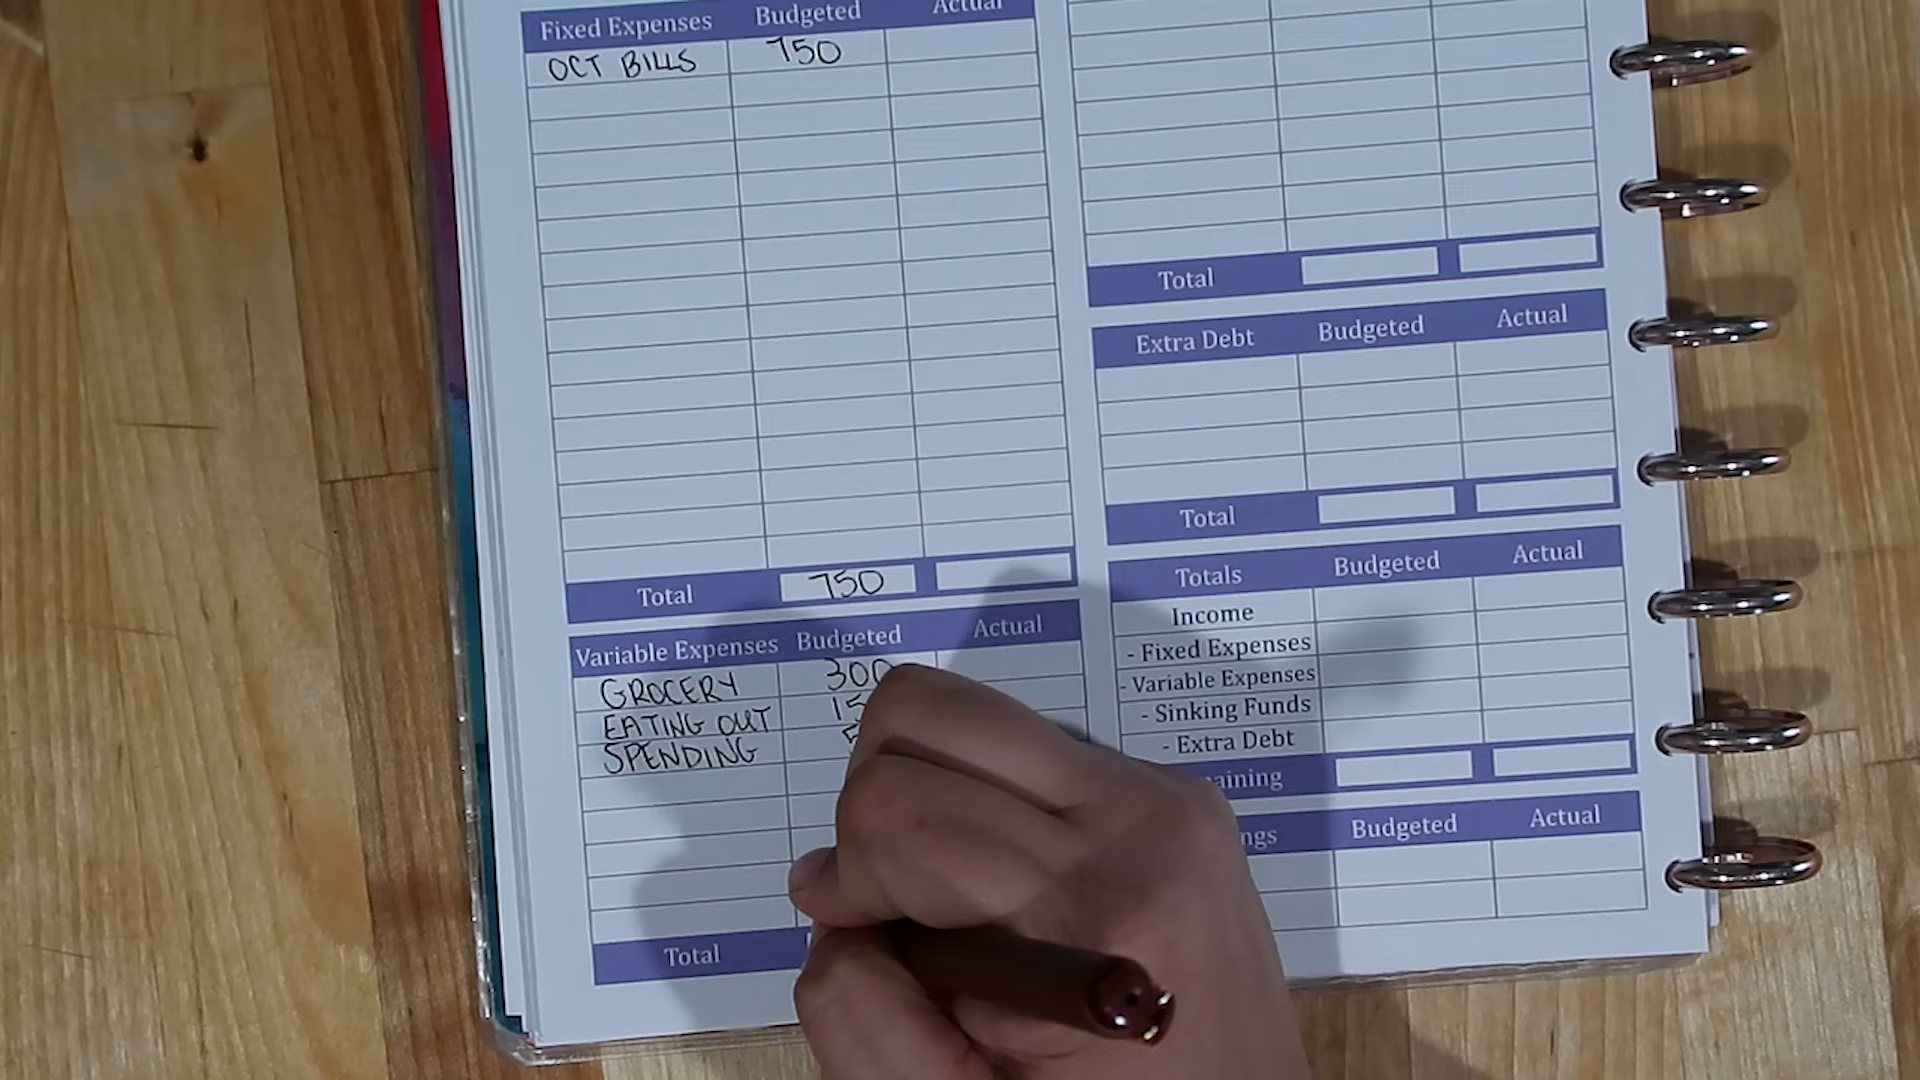 Fixed Expenses Budgeted Actual
OCT BILLS 750
Total 750
Variable Expenses Budgeted Actual
GROCERY 300
EATING OUT
SPENDING
Total
Total
Extra Debt Budgeted Actual
Total
Totals Budgeted Actual
Income
- Fixed Expenses
- Variable Expenses
- Sinking Funds
- Extra Debt
Budgeted Actual